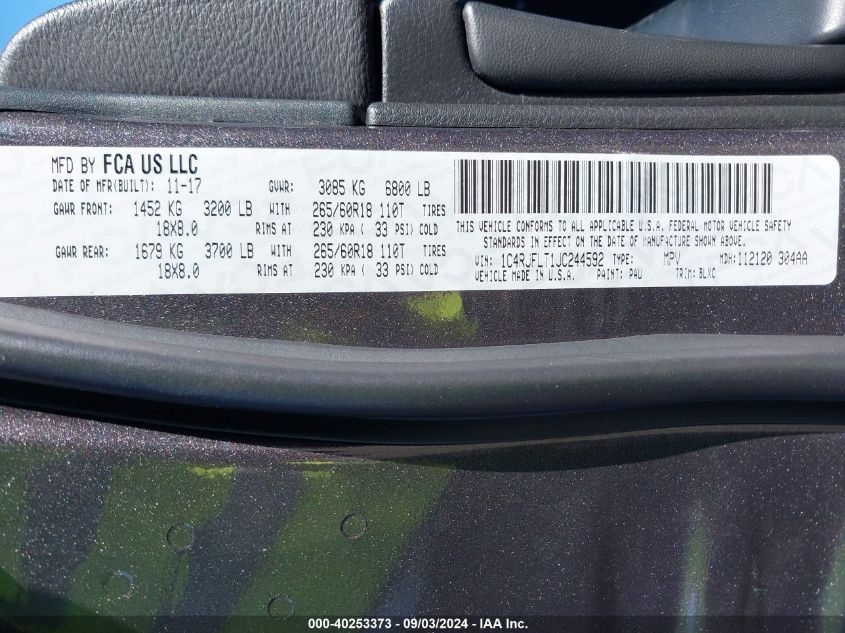 MFD BY FCA US LLC
DATE OF MFR(BUILT): 11-17 GVWR: 3085 KG 6800 LB
GAWR FRONT: 1452 KG 3200 LB WITH 265/60R18 110T TIRES
18X8.0 RIMS AT 230 KPA ( 33 PSI) COLD
GAWR REAR: 1679 KG 3700 LB WITH 265/60R18 110T TIRES
18X8.0 RIMS AT 230 KPA ( 33 PSI) COLD
THIS VEHICLE CONFORMS TO ALL APPLICABLE U.S.A. FEDERAL MOTOR VEHICLE SAFETY
STANDARDS IN EFFECT ON THE DATE OF MANUFACTURE SHOWN ABOVE.
VIN: 1C4RJFLT1JC244592 TYPE: MPV MDH:112120 304AA
VEHICLE MADE IN U.S.A. PAINT: PAU TRIM: BLXC
000-40253373 - 09/03/2024 - IAA Inc.